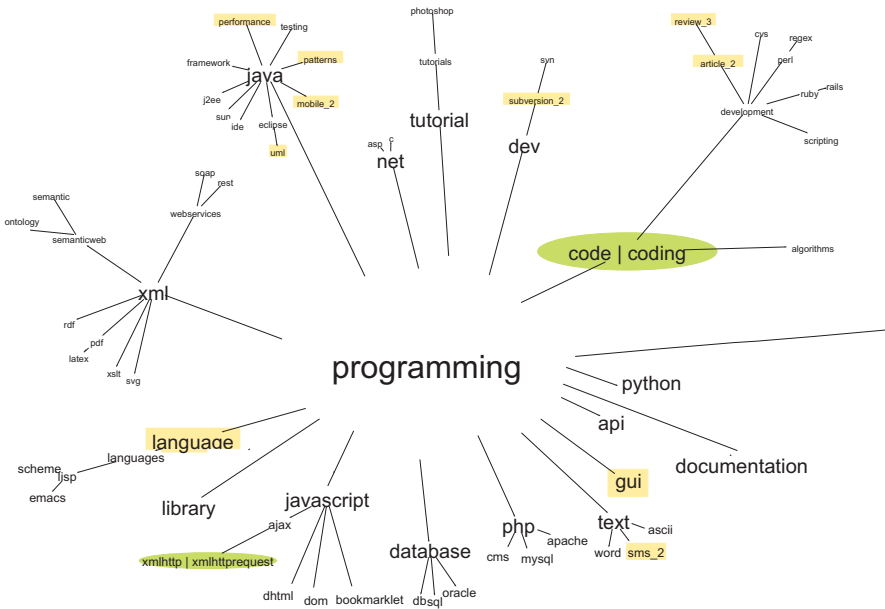 photoshop
performance
testing
review_3
cvs
regex
framework
patterns
tutorials
syn
article_2
perl
java
j2ee
mobile_2
subversion_2
ruby
rails
sun
ide
eclipse
tutorial
development
uml
asp
c
net
dev
scripting
soap
rest
semantic
webservices
ontology
semanticweb
code | coding
algorithms
xml
rdf
pdf
latex
xslt
svg
programming
python
api
language
languages
documentation
scheme
lisp
emacs
gui
library
javascript
ajax
php
text
ascii
apache
xmlhttp | xmlhttprequest
database
cms
mysql
word
sms_2
dhtml
dom
bookmarklet
db
sql
oracle